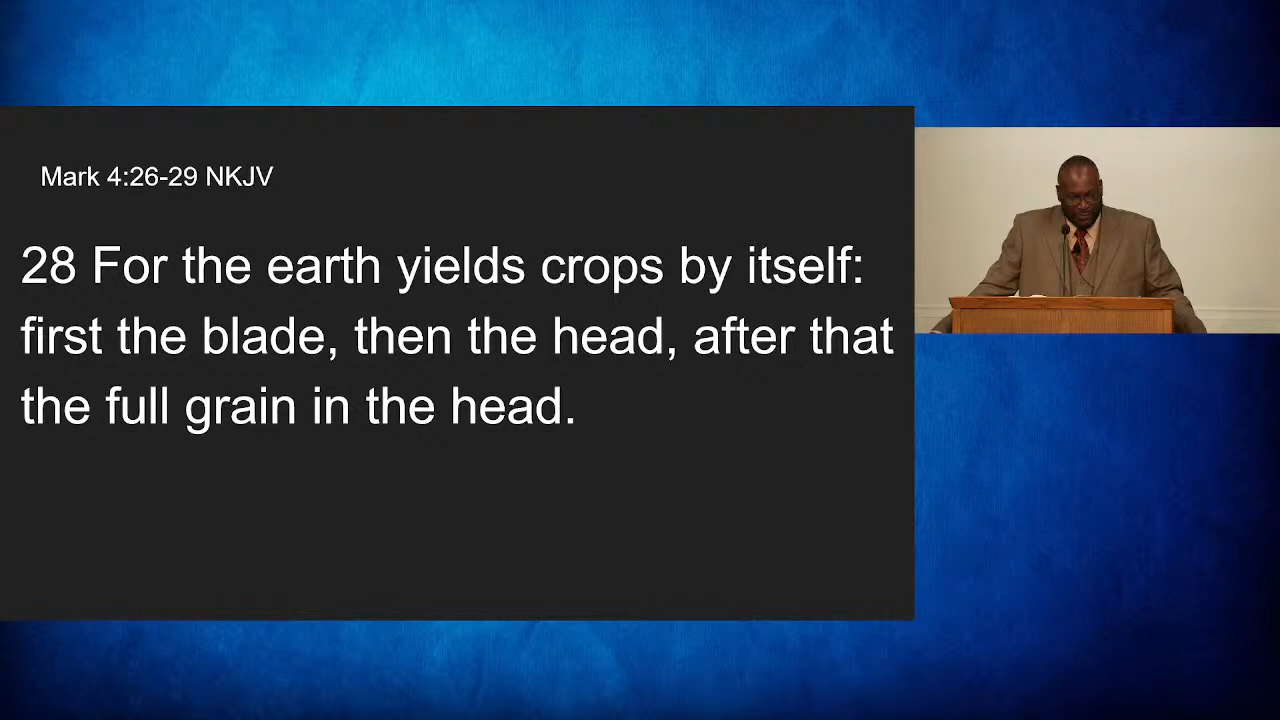 Mark 4:26-29 NKJV
28 For the earth yields crops by itself:
first the blade, then the head, after that
the full grain in the head.